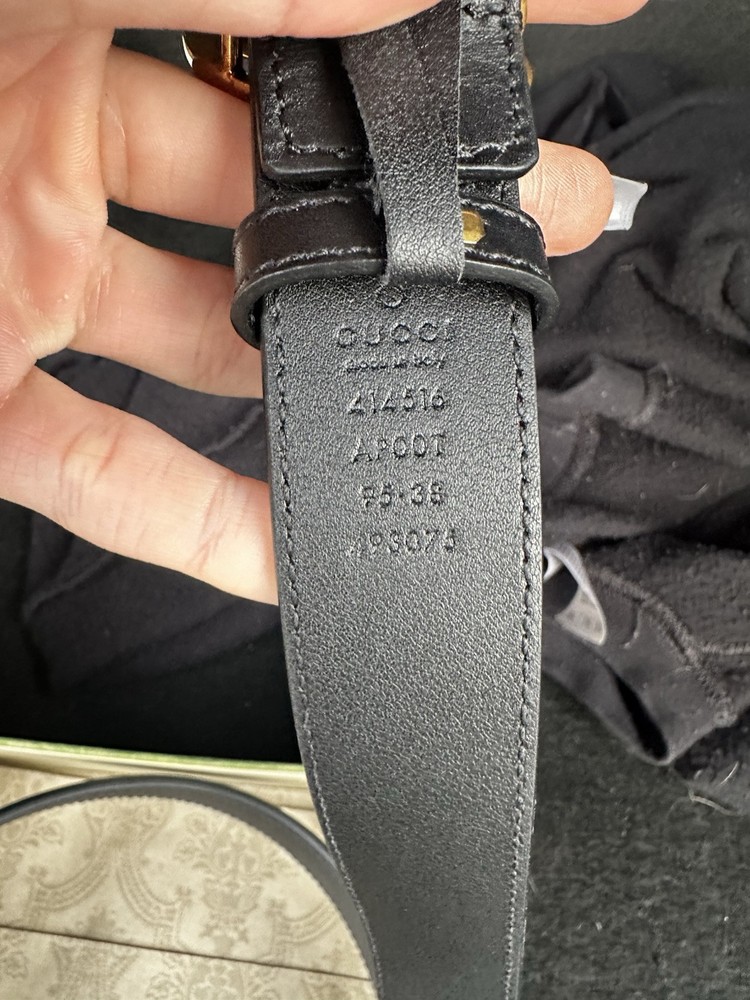 GUCCI
made in italy
414516
AP00T
95·38
493075